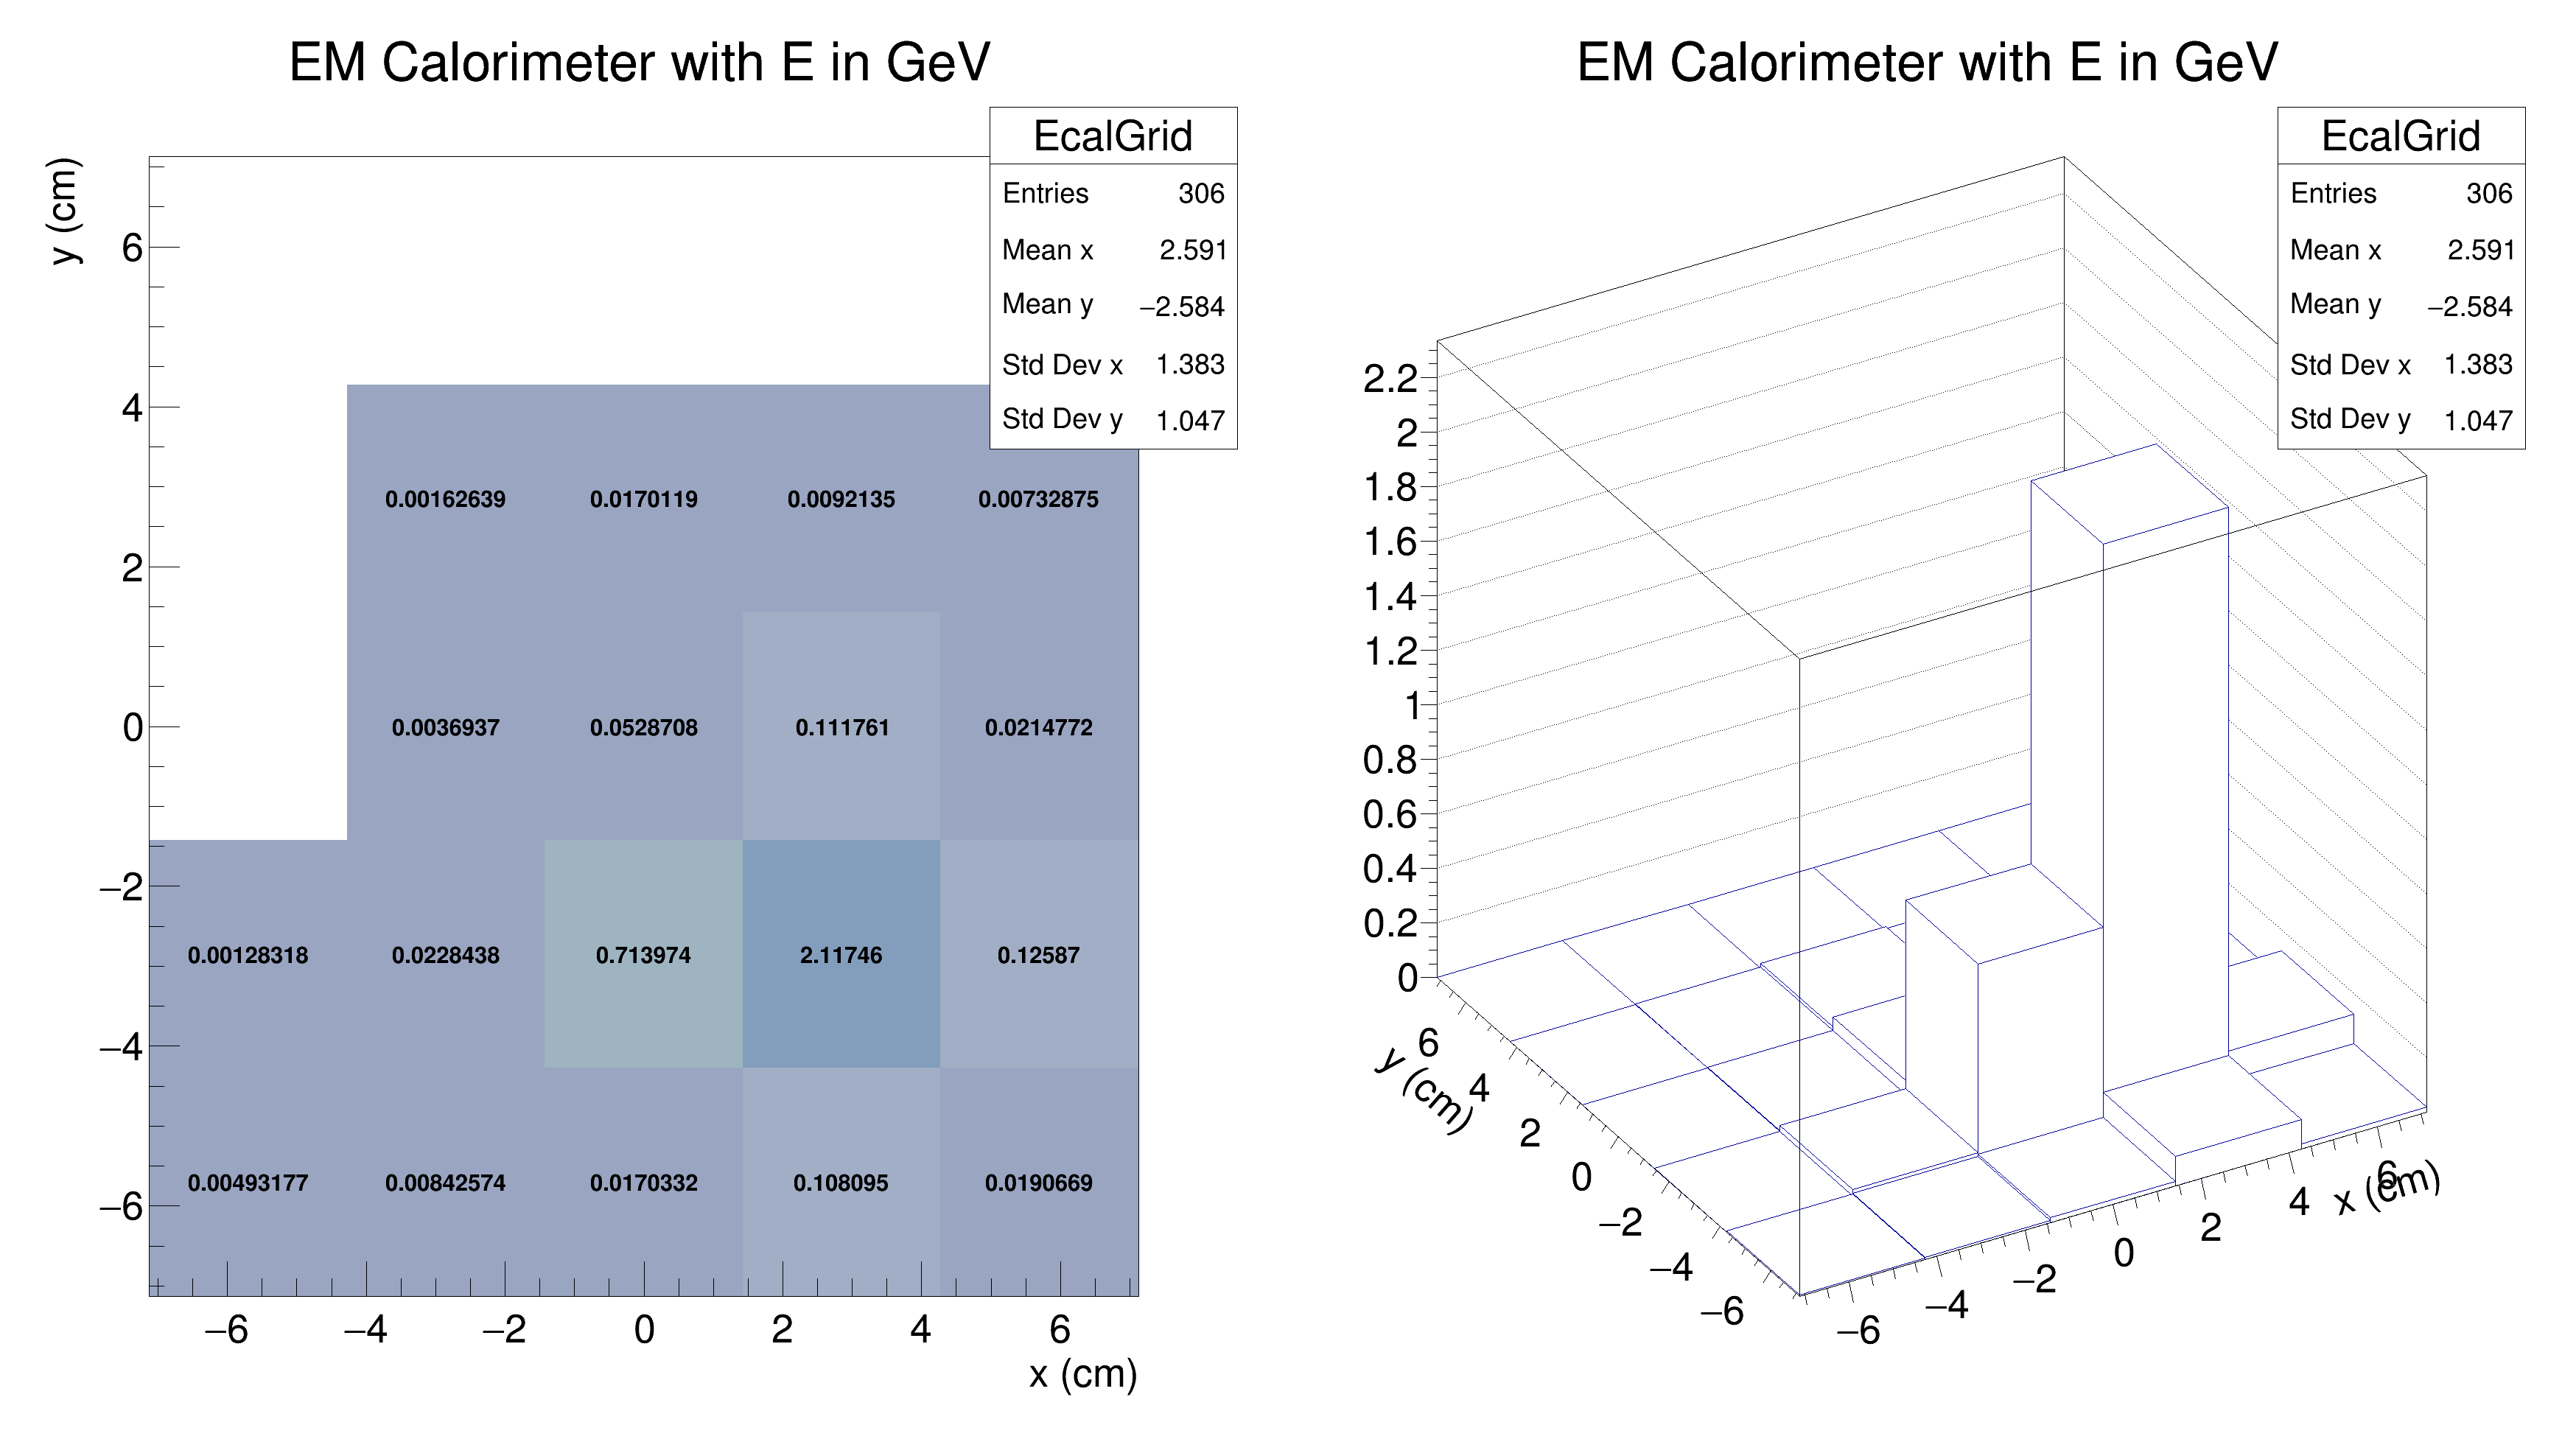 EM Calorimeter with E in GeV
EcalGrid
Entries 306
Mean x 2.591
Mean y −2.584
Std Dev x 1.383
Std Dev y 1.047
y (cm)
6
4
2
0
−2
−4
−6
0.00162639 0.0170119 0.0092135 0.00732875
0.0036937 0.0528708 0.111761 0.0214772
0.00128318 0.0228438 0.713974 2.11746 0.12587
0.00493177 0.00842574 0.0170332 0.108095 0.0190669
−6 −4 −2 0 2 4 6
x (cm)
EM Calorimeter with E in GeV
EcalGrid
Entries 306
Mean x 2.591
Mean y −2.584
Std Dev x 1.383
Std Dev y 1.047
2.2
2
1.8
1.6
1.4
1.2
1
0.8
0.6
0.4
0.2
0
y (cm)
6
4
2
0
−2
−4
−6
−6 −4 −2 0 2 4 6
x (cm)